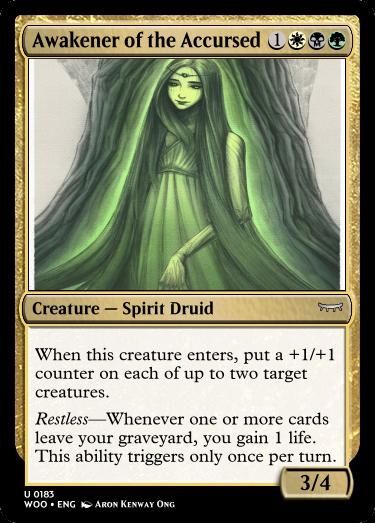 Awakener of the Accursed 1
Creature — Spirit Druid
When this creature enters, put a +1/+1
counter on each of up to two target
creatures.
Restless—Whenever one or more cards
leave your graveyard, you gain 1 life.
This ability triggers only once per turn.
3/4
U 0183
WOO • ENG Aron Kenway Ong